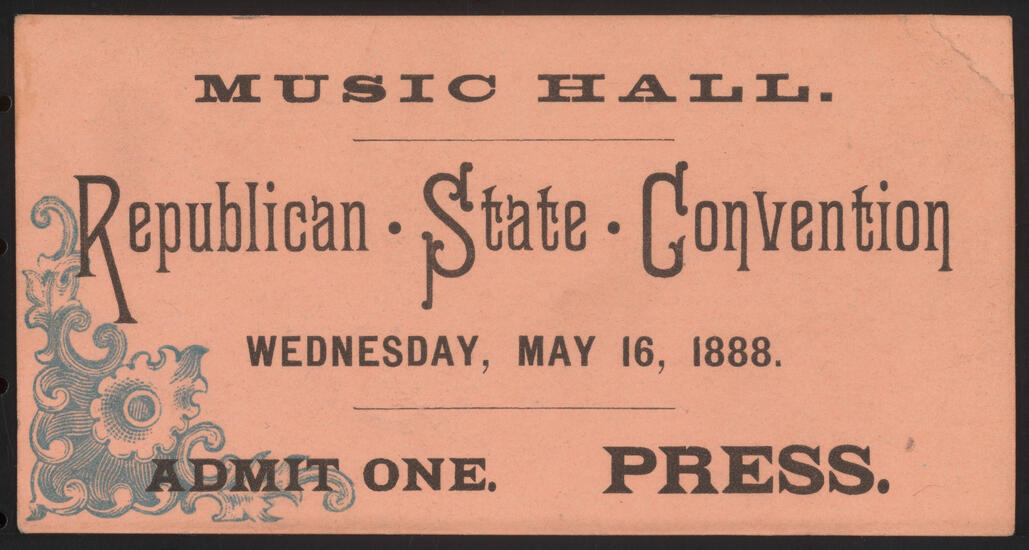 MUSIC HALL.
Republican · State · Convention
WEDNESDAY, MAY 16, 1888.
ADMIT ONE. PRESS.